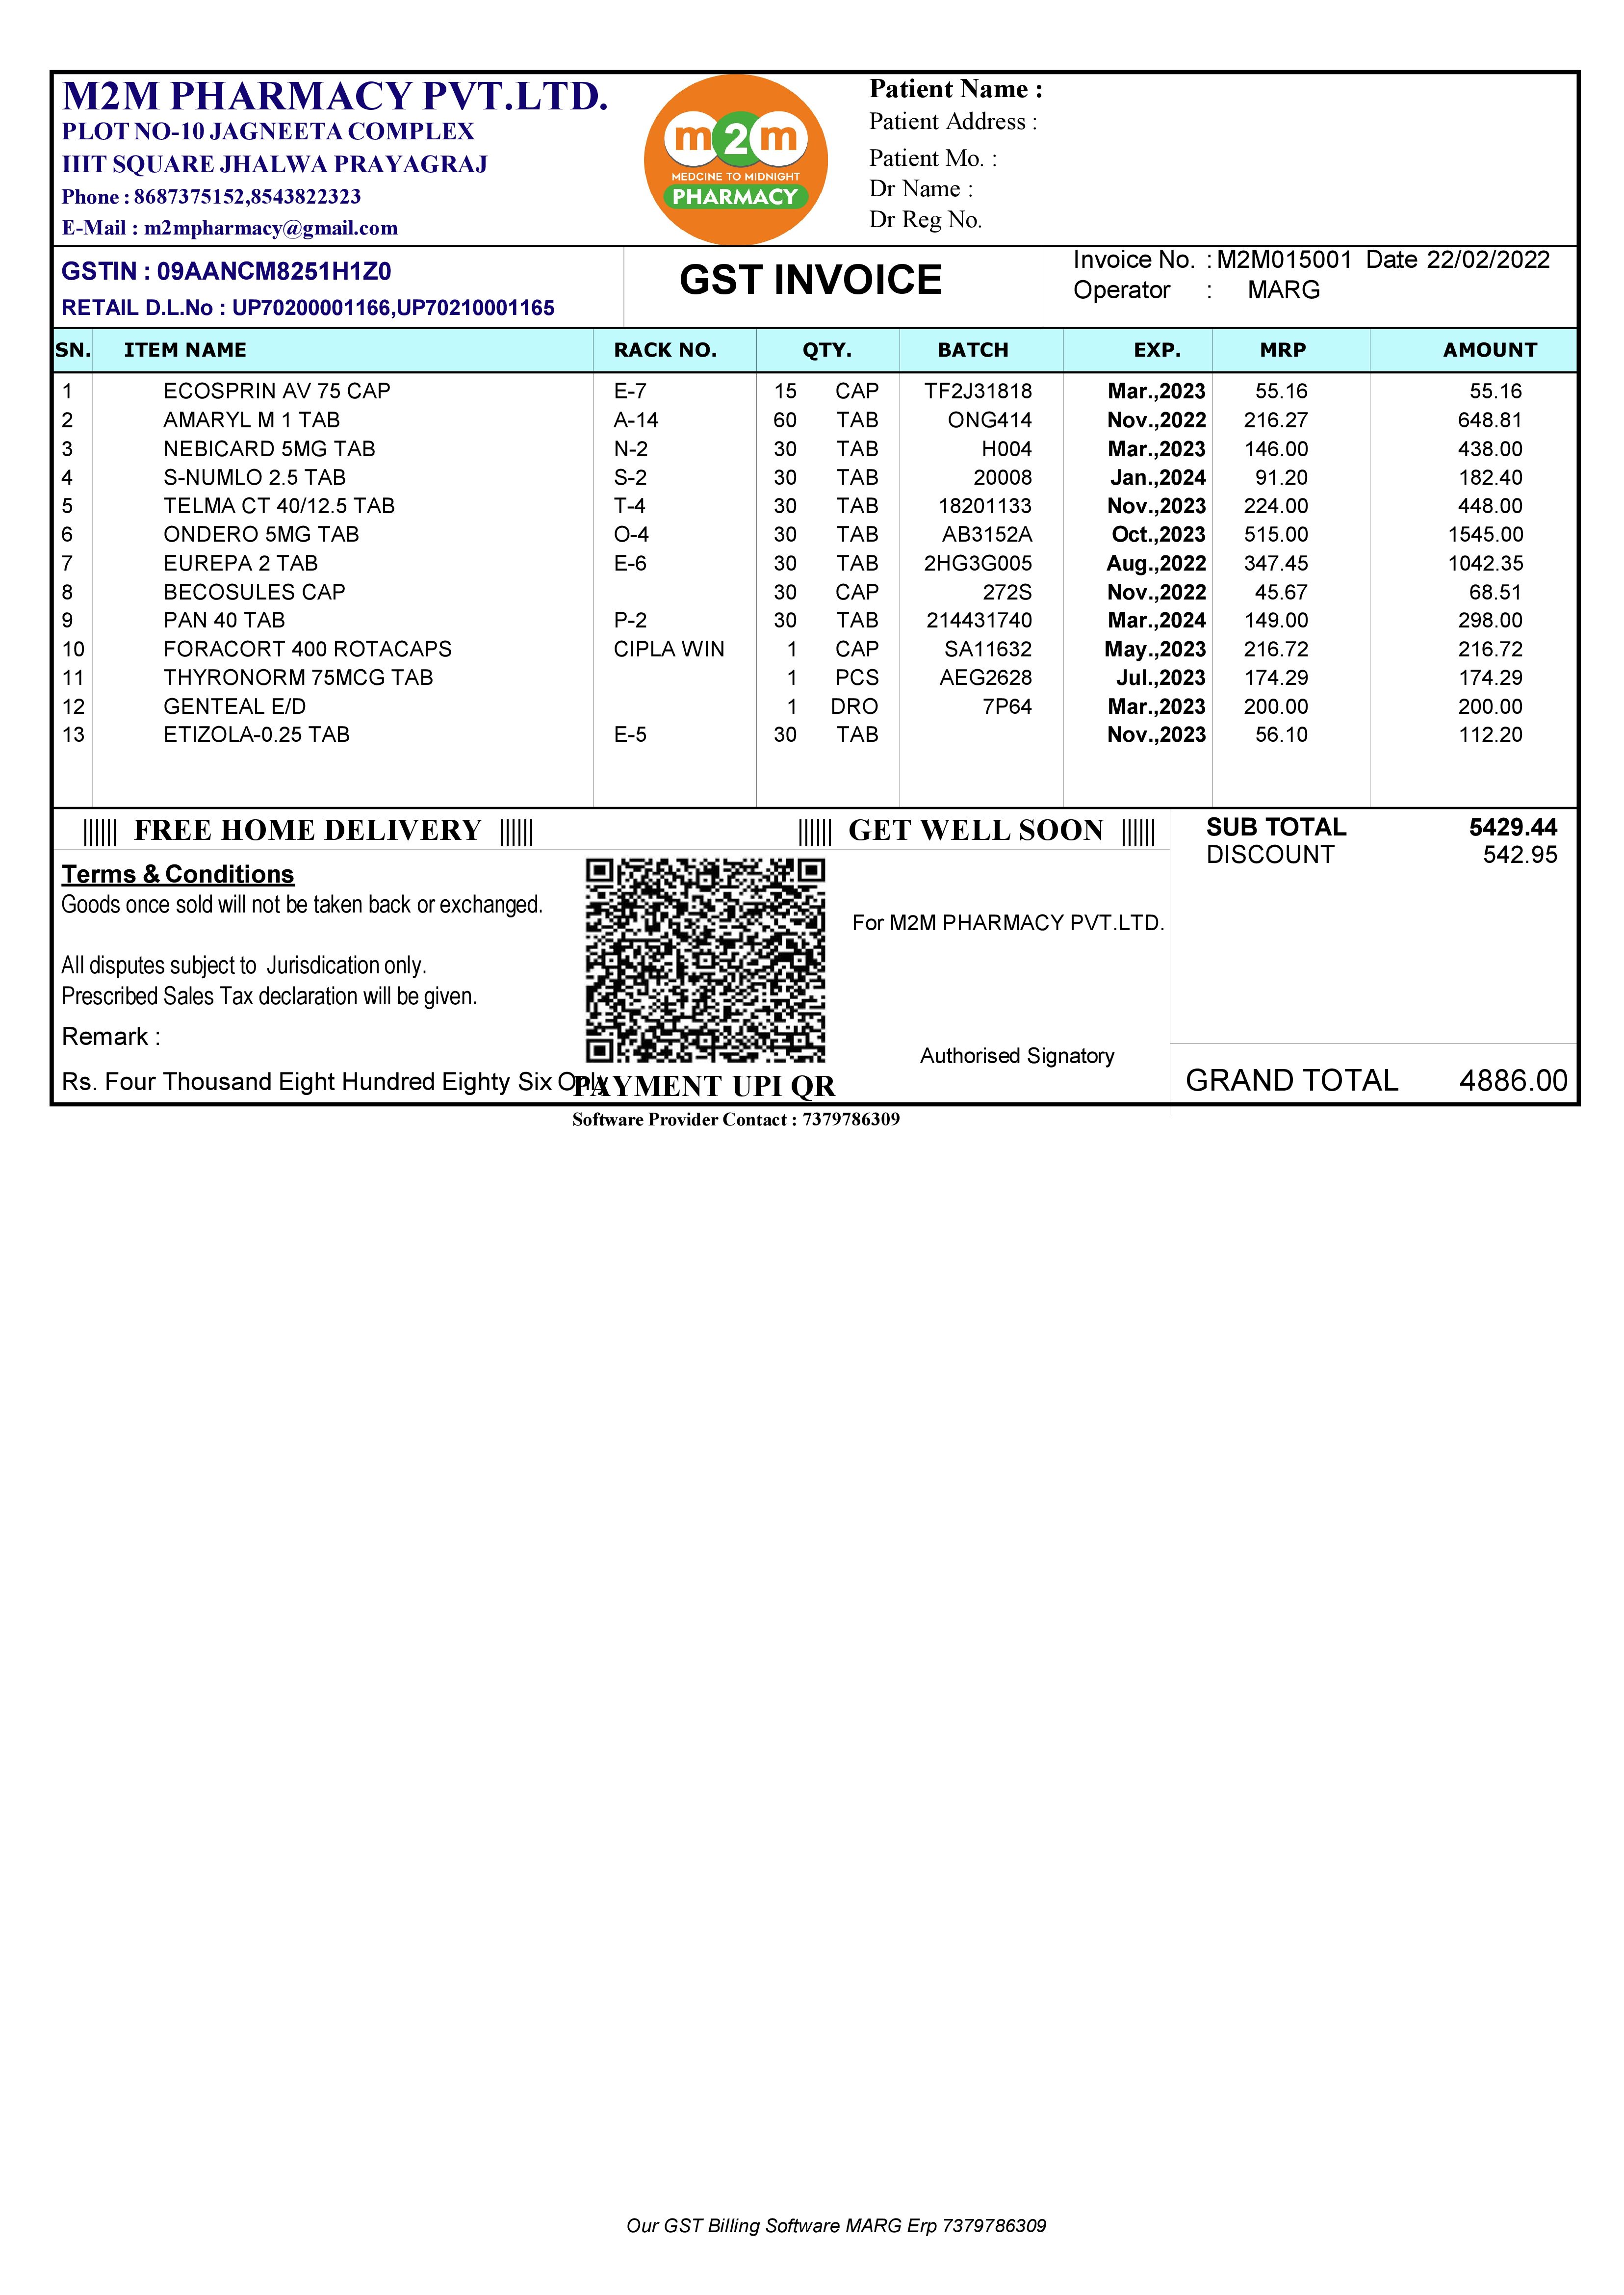 M2M PHARMACY PVT.LTD.
PLOT NO-10 JAGNEETA COMPLEX
IIIT SQUARE JHALWA PRAYAGRAJ
Phone : 8687375152,8543822323
E-Mail : m2mpharmacy@gmail.com
m2m
MEDCINE TO MIDNIGHT
PHARMACY
Patient Name :
Patient Address :
Patient Mo. :
Dr Name :
Dr Reg No.
GSTIN : 09AANCM8251H1Z0
RETAIL D.L.No : UP70200001166,UP70210001165
GST INVOICE
Invoice No. : M2M015001 Date 22/02/2022
Operator : MARG
SN. ITEM NAME RACK NO. QTY. BATCH EXP. MRP AMOUNT
1 ECOSPRIN AV 75 CAP E-7 15 CAP TF2J31818 Mar.,2023 55.16 55.16
2 AMARYL M 1 TAB A-14 60 TAB ONG414 Nov.,2022 216.27 648.81
3 NEBICARD 5MG TAB N-2 30 TAB H004 Mar.,2023 146.00 438.00
4 S-NUMLO 2.5 TAB S-2 30 TAB 20008 Jan.,2024 91.20 182.40
5 TELMA CT 40/12.5 TAB T-4 30 TAB 18201133 Nov.,2023 224.00 448.00
6 ONDERO 5MG TAB O-4 30 TAB AB3152A Oct.,2023 515.00 1545.00
7 EUREPA 2 TAB E-6 30 TAB 2HG3G005 Aug.,2022 347.45 1042.35
8 BECOSULES CAP 30 CAP 272S Nov.,2022 45.67 68.51
9 PAN 40 TAB P-2 30 TAB 214431740 Mar.,2024 149.00 298.00
10 FORACORT 400 ROTACAPS CIPLA WIN 1 CAP SA11632 May.,2023 216.72 216.72
11 THYRONORM 75MCG TAB 1 PCS AEG2628 Jul.,2023 174.29 174.29
12 GENTEAL E/D 1 DRO 7P64 Mar.,2023 200.00 200.00
13 ETIZOLA-0.25 TAB E-5 30 TAB Nov.,2023 56.10 112.20
|||||| FREE HOME DELIVERY |||||| |||||| GET WELL SOON ||||||
SUB TOTAL 5429.44
DISCOUNT 542.95
Terms & Conditions
Goods once sold will not be taken back or exchanged.
All disputes subject to Jurisdication only.
Prescribed Sales Tax declaration will be given.
Remark :
Rs. Four Thousand Eight Hundred Eighty Six Only
PAYMENT UPI QR
For M2M PHARMACY PVT.LTD.
Authorised Signatory
GRAND TOTAL 4886.00
Software Provider Contact : 7379786309
Our GST Billing Software MARG Erp 7379786309